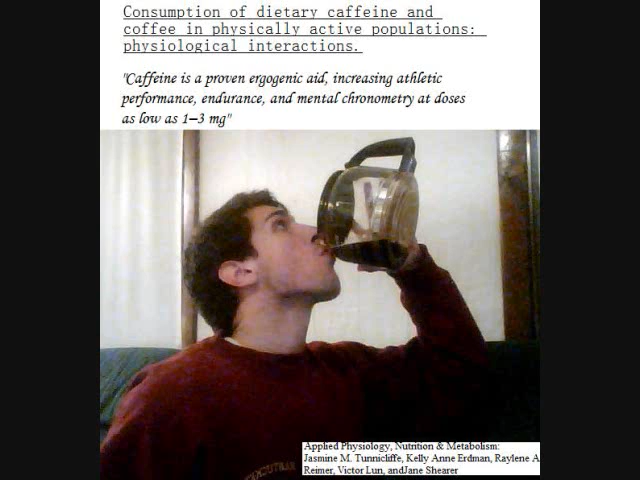 Consumption of dietary caffeine and
coffee in physically active populations:
physiological interactions.
"Caffeine is a proven ergogenic aid, increasing athletic
performance, endurance, and mental chronometry at doses
as low as 1–3 mg"
Applied Physiology, Nutrition & Metabolism:
Jasmine M. Tunnicliffe, Kelly Anne Erdman, Raylene A
Reimer, Victor Lun, andJane Shearer